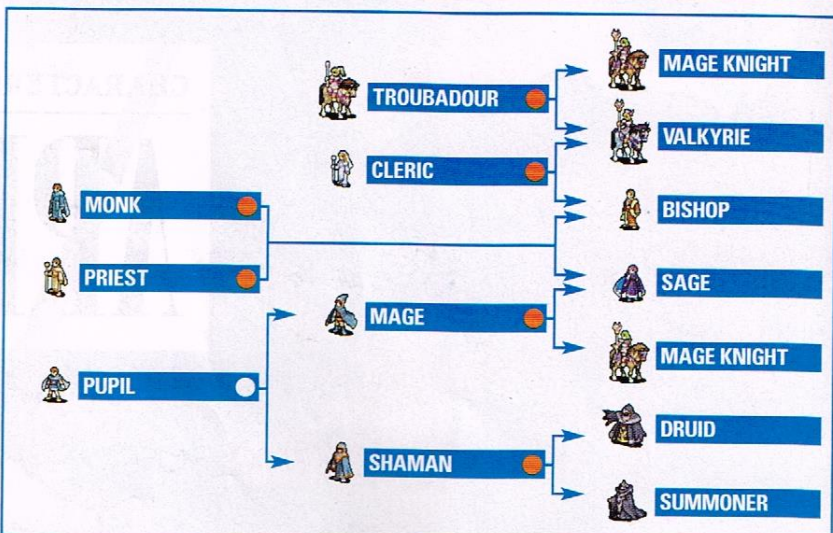 MAGE KNIGHT
TROUBADOUR
VALKYRIE
CLERIC
MONK
BISHOP
PRIEST
SAGE
MAGE
MAGE KNIGHT
PUPIL
DRUID
SHAMAN
SUMMONER